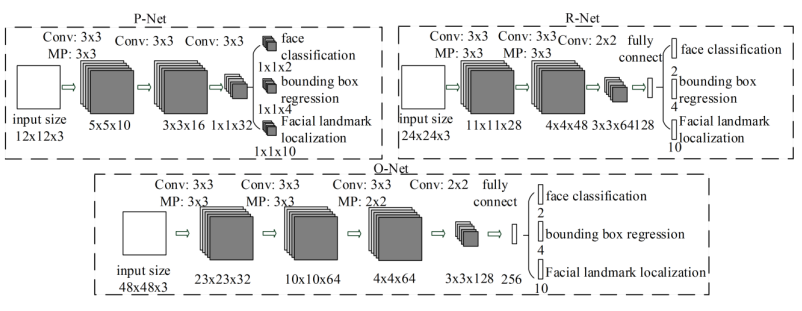 P-Net
Conv: 3x3
MP: 3x3
Conv: 3x3
Conv: 3x3
face
classification
1x1x2
bounding box
regression
1x1x4
Facial landmark
localization
1x1x10
input size
12x12x3
5x5x10
3x3x16
1x1x32
R-Net
Conv: 3x3
MP: 3x3
Conv: 3x3
MP: 3x3
Conv: 2x2
fully
connect
face classification
2
bounding box
regression
4
Facial landmark
localization
10
input size
24x24x3
11x11x28
4x4x48
3x3x64
128
O-Net
Conv: 3x3
MP: 3x3
Conv: 3x3
MP: 3x3
Conv: 3x3
MP: 2x2
Conv: 2x2
fully
connect
face classification
2
bounding box regression
4
Facial landmark localization
10
input size
48x48x3
23x23x32
10x10x64
4x4x64
3x3x128
256